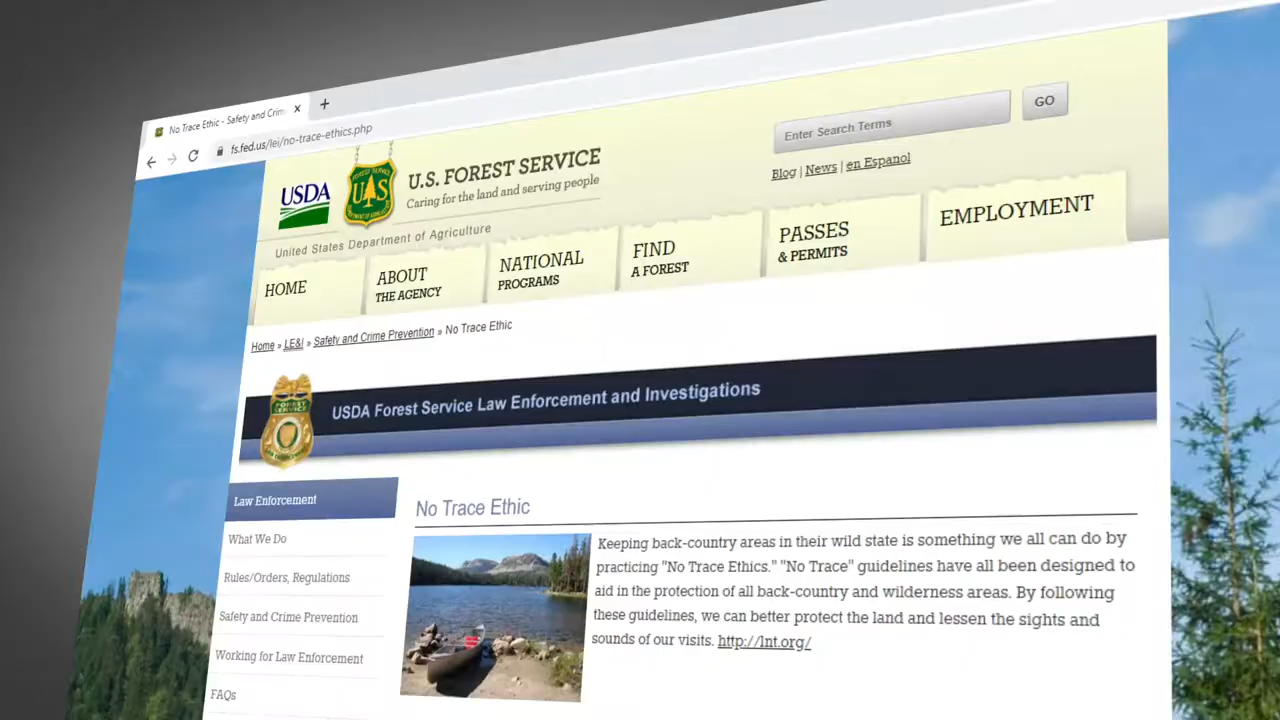 No Trace Ethic - Safety and Crim
fs.fed.us/lei/no-trace-ethics.php
USDA
FOREST SERVICE
U S
DEPARTMENT OF AGRICULTURE
U.S. FOREST SERVICE
Caring for the land and serving people
United States Department of Agriculture
Enter Search Terms
GO
Blog | News | en Espanol
HOME
ABOUT
THE AGENCY
NATIONAL
PROGRAMS
FIND
A FOREST
PASSES
& PERMITS
EMPLOYMENT
Home » LE&I » Safety and Crime Prevention » No Trace Ethic
FOREST
SERVICE
USDA Forest Service Law Enforcement and Investigations
Law Enforcement
What We Do
Rules/Orders, Regulations
Safety and Crime Prevention
Working for Law Enforcement
FAQs
No Trace Ethic
Keeping back-country areas in their wild state is something we all can do by
practicing "No Trace Ethics." "No Trace" guidelines have all been designed to
aid in the protection of all back-country and wilderness areas. By following
these guidelines, we can better protect the land and lessen the sights and
sounds of our visits. http://lnt.org/